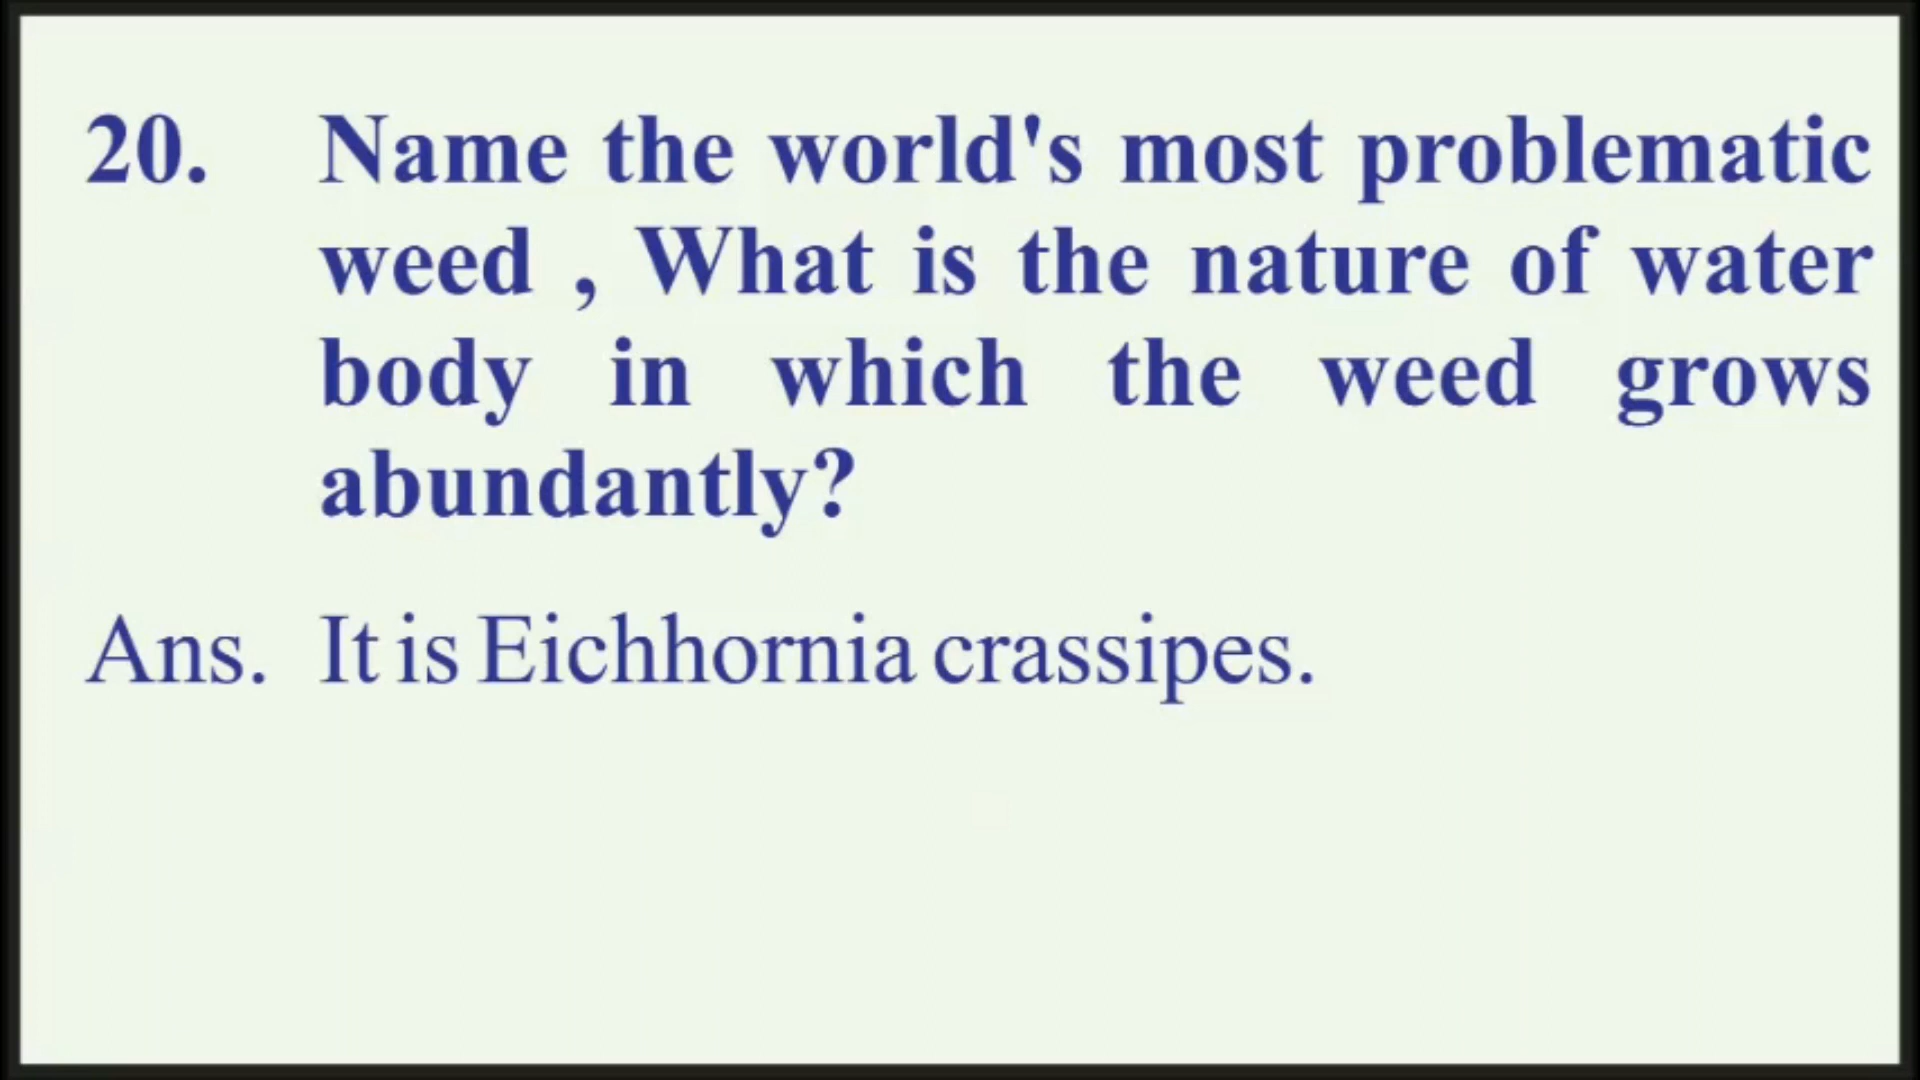 20. Name the world's most problematic
weed , What is the nature of water
body in which the weed grows
abundantly?
Ans. It is Eichhornia crassipes.